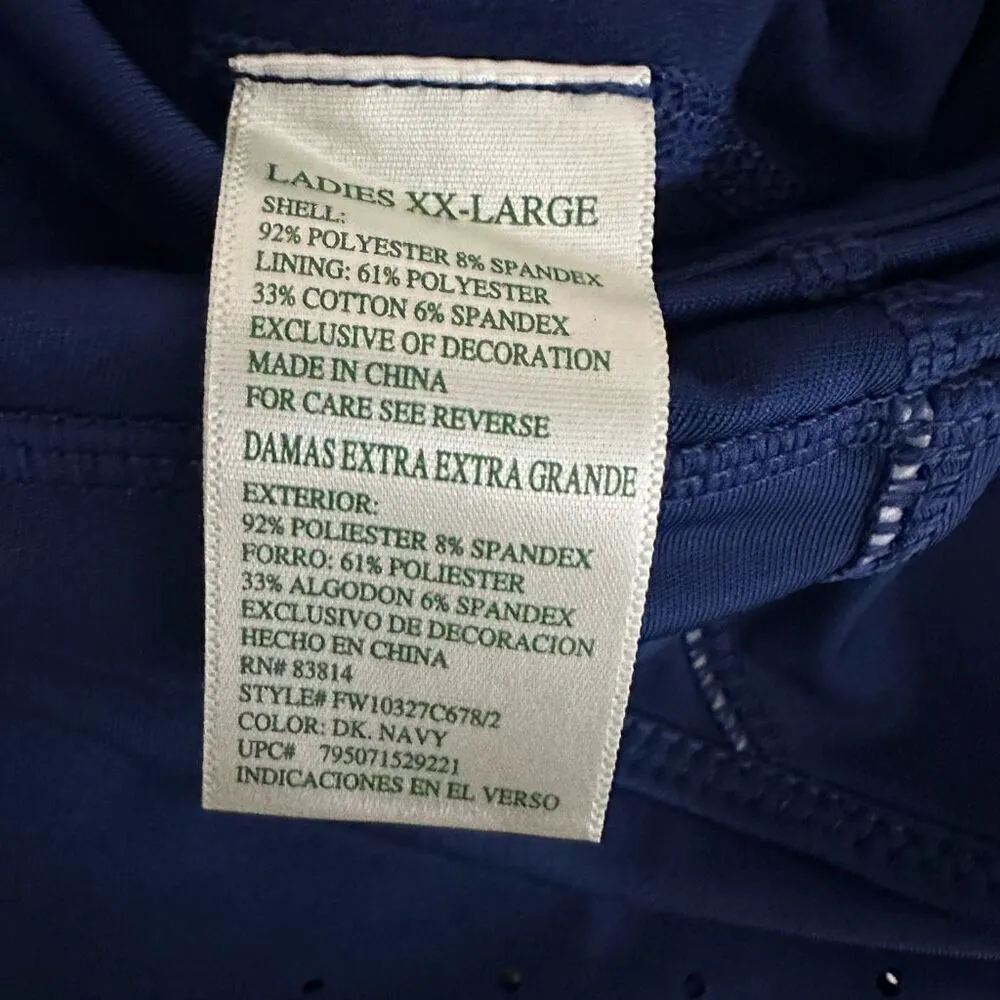 LADIES XX-LARGE
SHELL:
92% POLYESTER 8% SPANDEX
LINING: 61% POLYESTER
33% COTTON 6% SPANDEX
EXCLUSIVE OF DECORATION
MADE IN CHINA
FOR CARE SEE REVERSE
DAMAS EXTRA EXTRA GRANDE
EXTERIOR:
92% POLIESTER 8% SPANDEX
FORRO: 61% POLIESTER
33% ALGODON 6% SPANDEX
EXCLUSIVO DE DECORACION
HECHO EN CHINA
RN# 83814
STYLE# FW10327C678/2
COLOR: DK. NAVY
UPC# 795071529221
INDICACIONES EN EL VERSO